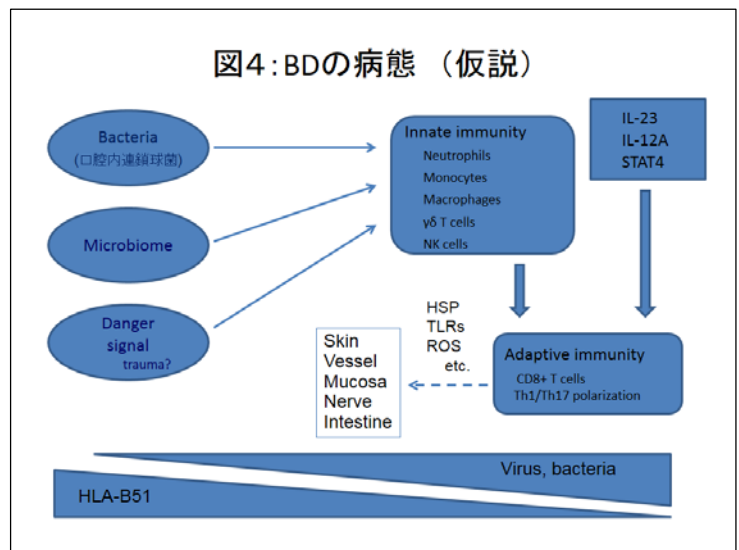 図4：BDの病態 （仮説）
Bacteria
(口腔内連鎖球菌)
Microbiome
Danger
signal
trauma?
Innate immunity
Neutrophils
Monocytes
Macrophages
γδ T cells
NK cells
IL-23
IL-12A
STAT4
HSP
TLRs
ROS
etc.
Skin
Vessel
Mucosa
Nerve
Intestine
Adaptive immunity
CD8+ T cells
Th1/Th17 polarization
Virus, bacteria
HLA-B51